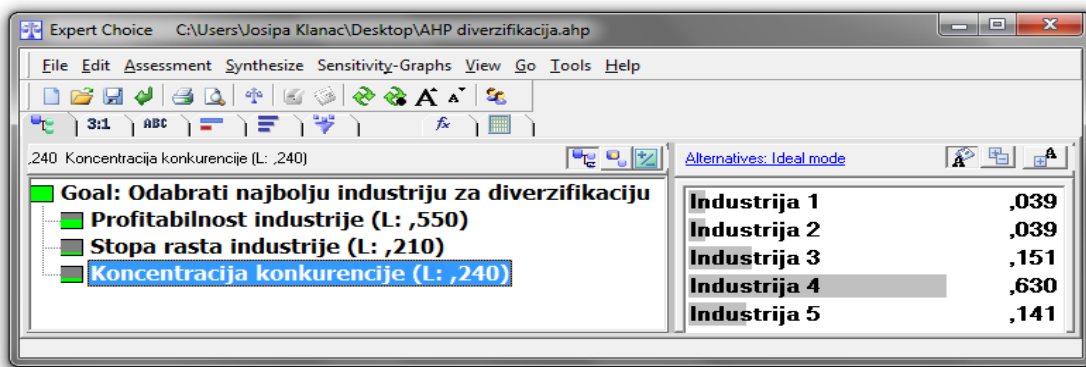 Expert Choice C:\Users\Josipa Klanac\Desktop\AHP diverzifikacija.ahp
File Edit Assessment Synthesize Sensitivity-Graphs View Go Tools Help
A A
3:1 ABC fx
,240 Koncentracija konkurencije (L: ,240)
Goal: Odabrati najbolju industriju za diverzifikaciju
Profitabilnost industrije (L: ,550)
Stopa rasta industrije (L: ,210)
Koncentracija konkurencije (L: ,240)
Alternatives: Ideal mode
A A
Industrija 1 ,039
Industrija 2 ,039
Industrija 3 ,151
Industrija 4 ,630
Industrija 5 ,141